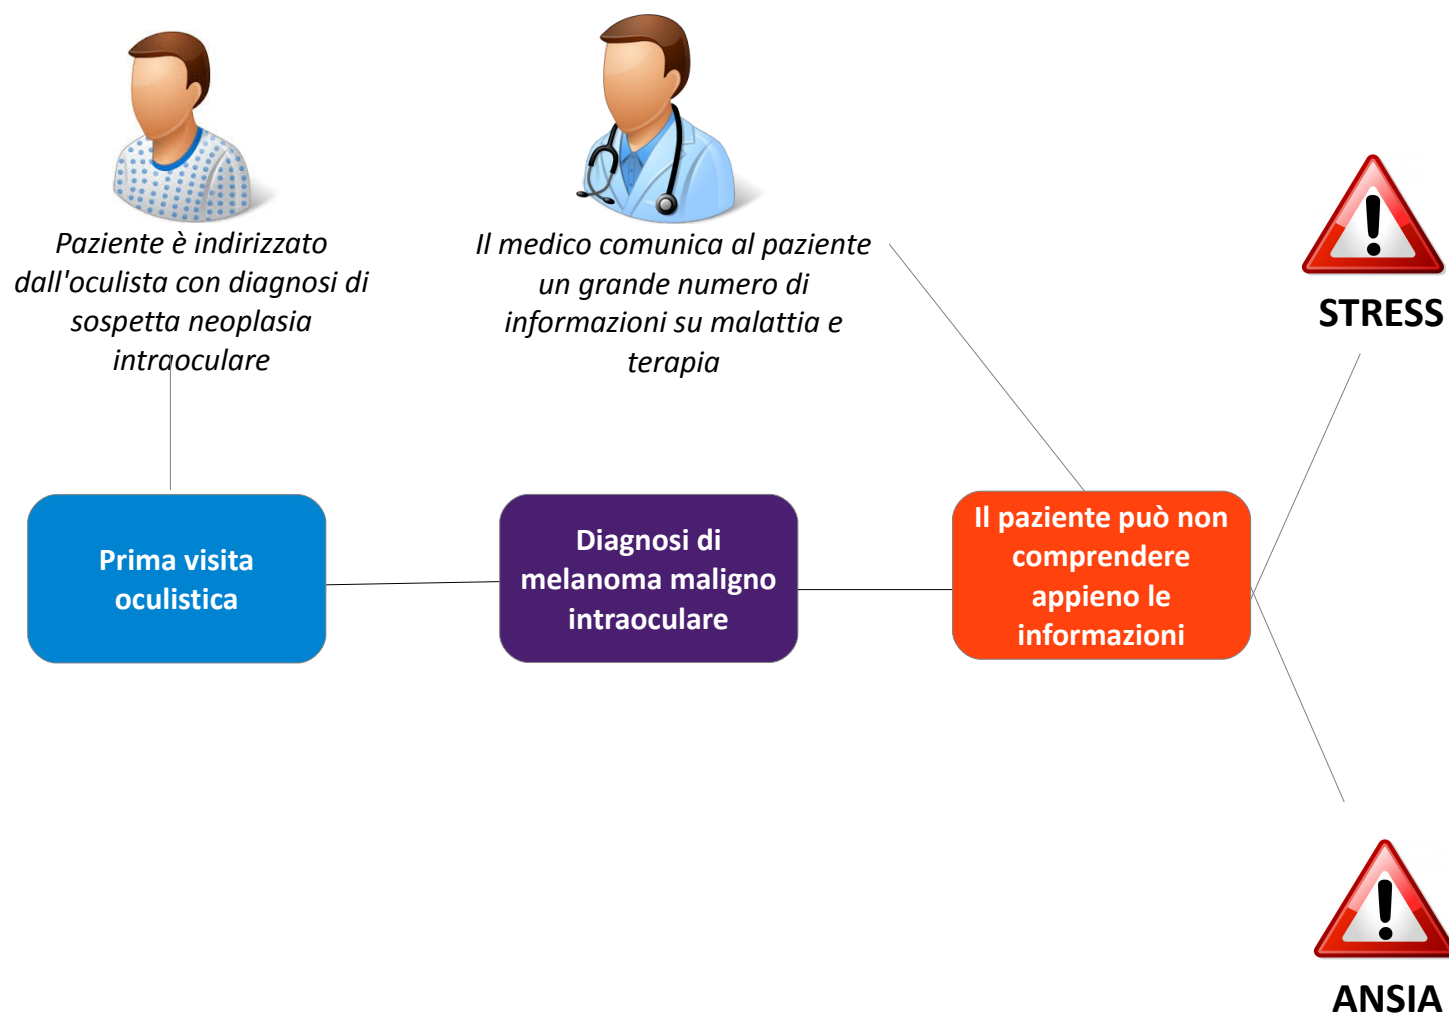 Paziente è indirizzato
dall'oculista con diagnosi di
sospetta neoplasia
intraoculare
Il medico comunica al paziente
un grande numero di
informazioni su malattia e
terapia
STRESS
Prima visita
oculistica
Diagnosi di
melanoma maligno
intraoculare
Il paziente può non
comprendere
appieno le
informazioni
ANSIA